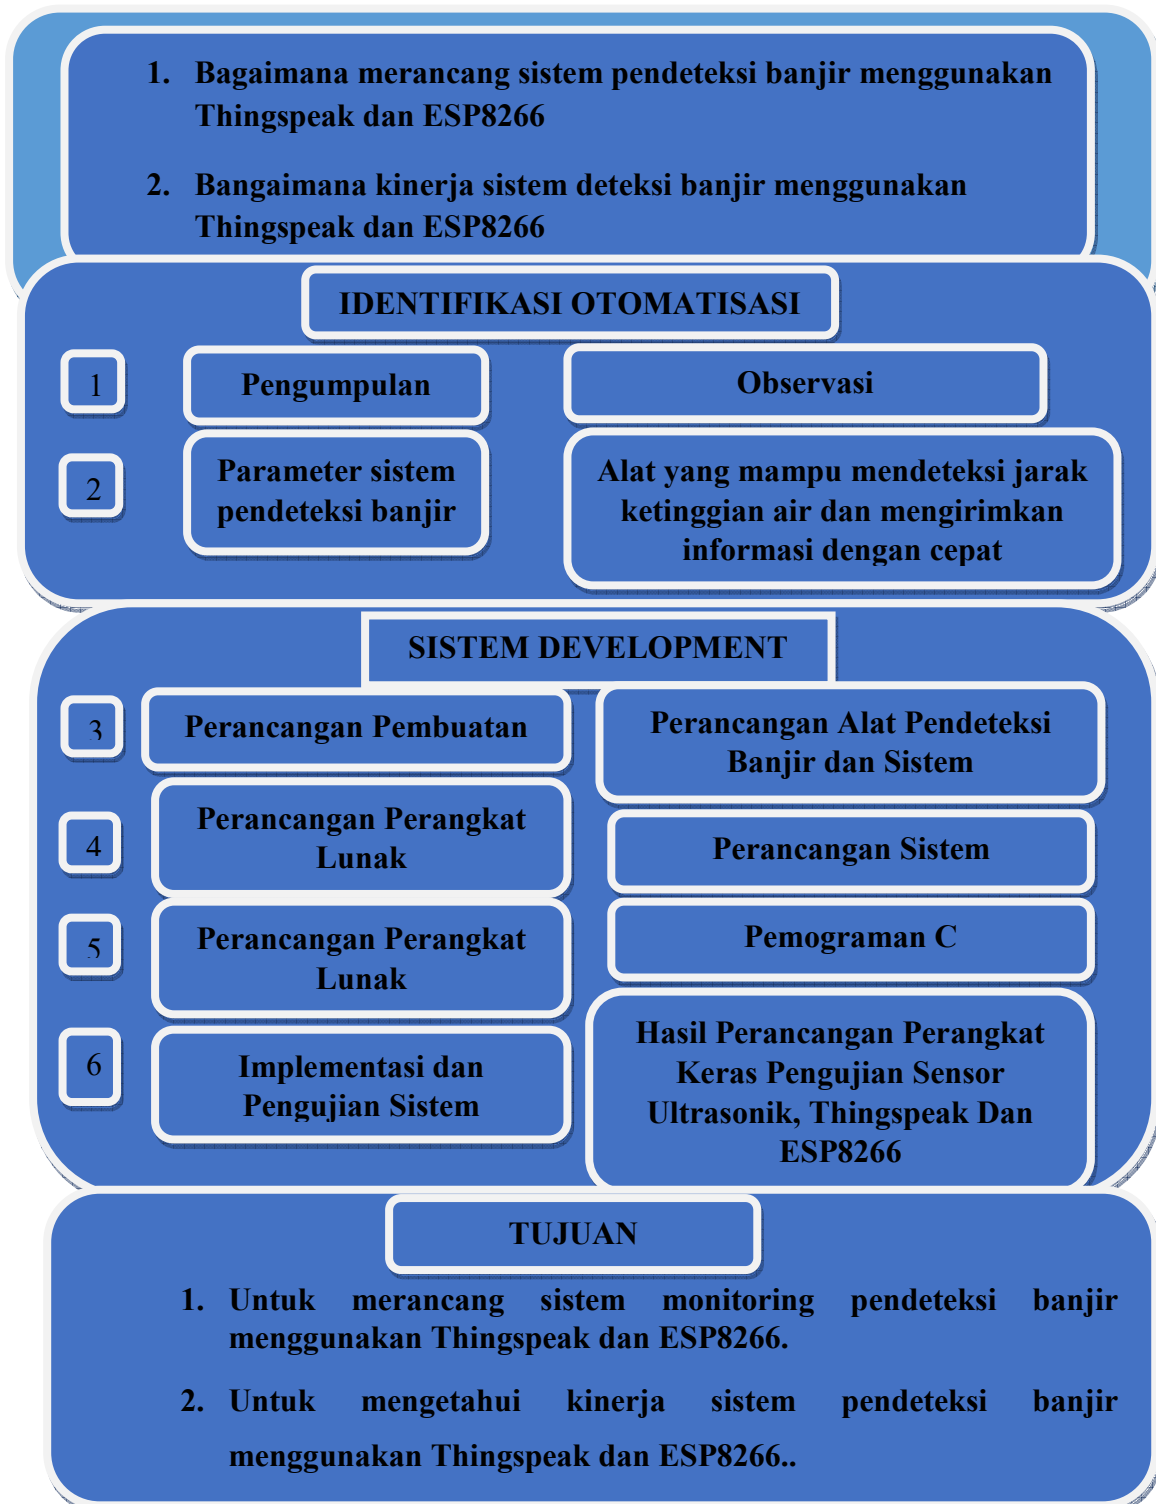 1. Bagaimana merancang sistem pendeteksi banjir menggunakan
Thingspeak dan ESP8266
2. Bangaimana kinerja sistem deteksi banjir menggunakan
Thingspeak dan ESP8266
IDENTIFIKASI OTOMATISASI
1
Pengumpulan
Observasi
2
Parameter sistem
pendeteksi banjir
Alat yang mampu mendeteksi jarak
ketinggian air dan mengirimkan
informasi dengan cepat
SISTEM DEVELOPMENT
3
Perancangan Pembuatan
Perancangan Alat Pendeteksi
Banjir dan Sistem
4
Perancangan Perangkat
Lunak
Perancangan Sistem
5
Perancangan Perangkat
Lunak
Pemograman C
6
Implementasi dan
Pengujian Sistem
Hasil Perancangan Perangkat
Keras Pengujian Sensor
Ultrasonik, Thingspeak Dan
ESP8266
TUJUAN
1. Untuk merancang sistem monitoring pendeteksi banjir
menggunakan Thingspeak dan ESP8266.
2. Untuk mengetahui kinerja sistem pendeteksi banjir
menggunakan Thingspeak dan ESP8266..